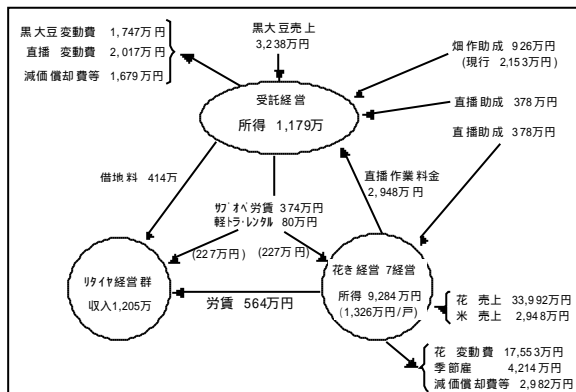 黒大豆変動費 1,747万円
直播 変動費 2,017万円
減価償却費等 1,679万円
黒大豆売上
3,238万円
畑作助成 926万円
(現行 2,153万円)
直播助成 378万円
直播助成 378万円
受託経営
所得 1,179万
借地料 414万
直播作業料金
2,948万円
サブオペ労賃 374万円
軽トラ・レンタル 80万円
(227万円) (227万円)
リタイヤ経営群
収入1,205万
労賃 564万円
花き経営 7経営
所得 9,284万円
(1,326万円/戸)
花 売上 33,992万円
米 売上 2,948万円
花 変動費 17,553万円
季節雇 4,214万円
減価償却費等 2,982万円